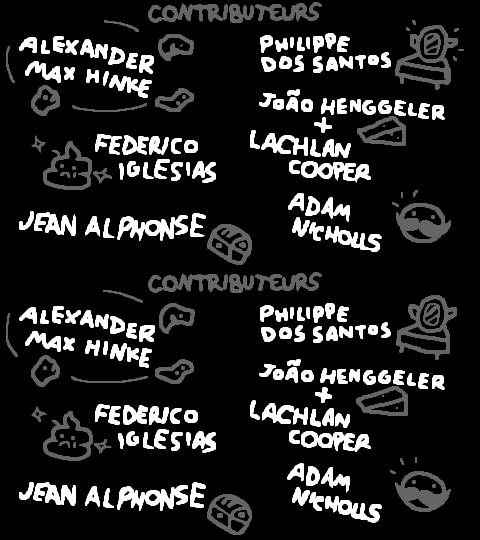 CONTRIBUTEURS
ALEXANDER
MAX HINKE
PHILIPPE
DOS SANTOS
JOÃO HENGGELER
+
LACHLAN
COOPER
FEDERICO
IGLESIAS
ADAM
NICHOLLS
JEAN ALPHONSE
CONTRIBUTEURS
ALEXANDER
MAX HINKE
PHILIPPE
DOS SANTOS
JOÃO HENGGELER
+
LACHLAN
COOPER
FEDERICO
IGLESIAS
ADAM
NICHOLLS
JEAN ALPHONSE